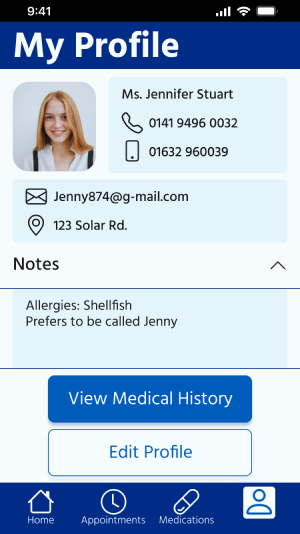 9:41
My Profile
Ms. Jennifer Stuart
0141 9496 0032
01632 960039
Jenny874@g-mail.com
123 Solar Rd.
Notes
Allergies: Shellfish
Prefers to be called Jenny
View Medical History
Edit Profile
Home
Appointments
Medications